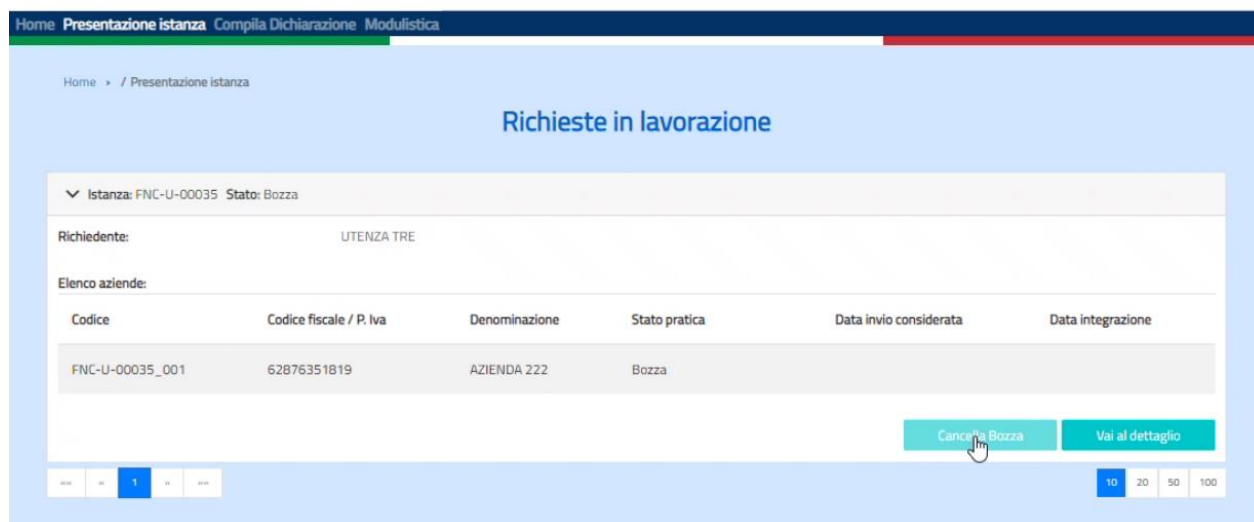 Home Presentazione istanza Compila Dichiarazione Modulistica
Home / Presentazione istanza
Richieste in lavorazione
Istanza: FNC-U-00035 Stato: Bozza
Richiedente: UTENZA TRE
Elenco aziende:
Codice Codice fiscale / P. Iva Denominazione Stato pratica Data invio considerata Data integrazione
FNC-U-00035_001 62876351819 AZIENDA 222 Bozza
Cancella Bozza Vai al dettaglio
«« « 1 » »» 10 20 50 100